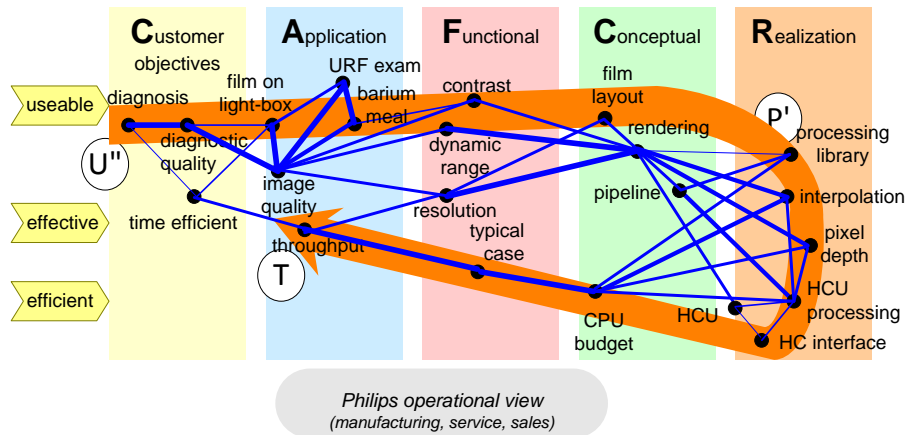 Customer
objectives
Application
Functional
Conceptual
Realization
useable
effective
efficient
diagnosis
film on
light-box
diagnostic
quality
time efficient
U"
URF exam
barium
meal
image
quality
throughput
T
contrast
dynamic
range
resolution
typical
case
film
layout
rendering
pipeline
CPU
budget
P'
processing
library
interpolation
pixel
depth
HCU
HCU
processing
HC interface
Philips operational view
(manufacturing, service, sales)